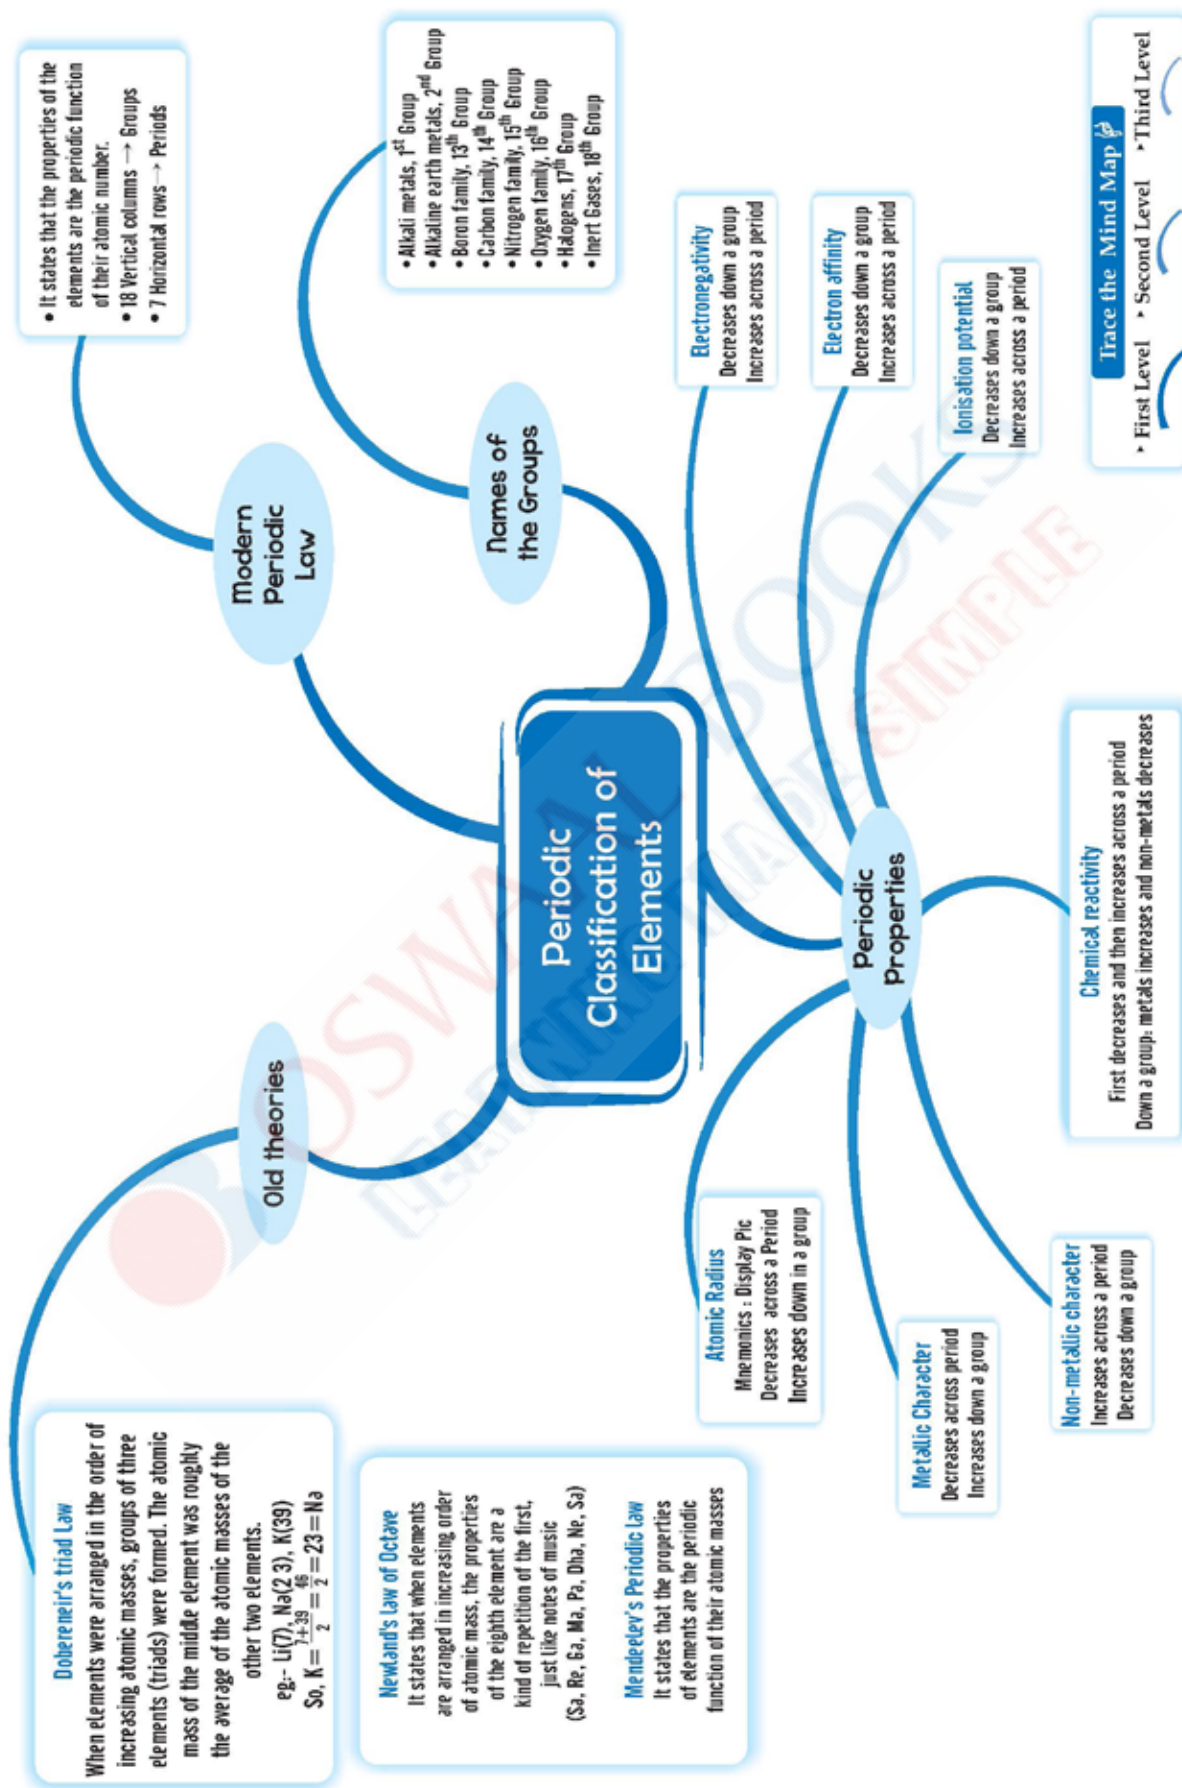 Periodic
Classification of
Elements
Old theories
Dobereneir's triad Law
When elements were arranged in the order of
increasing atomic masses, groups of three
elements (triads) were formed. The atomic
mass of the middle element was roughly
the average of the atomic masses of the
other two elements.
eg:- Li(7), Na(2 3), K(39)
So, K = 7 + 39 / 2 = 46 / 2 = 23 = Na
Newland's Law of Octave
It states that when elements
are arranged in increasing order
of atomic mass, the properties
of the eighth element are a
kind of repetition of the first,
just like notes of music
(Sa, Re, Ga, Ma, Pa, Dha, Ne, Sa)
Mendeelev's Periodic law
It states that the properties
of elements are the periodic
function of their atomic masses
Modern
Periodic
Law
• It states that the properties of the
elements are the periodic function
of their atomic number.
• 18 Vertical columns → Groups
• 7 Horizontal rows → Periods
Names of
the Groups
• Alkali metals, 1st Group
• Alkaline earth metals, 2nd Group
• Boron family, 13th Group
• Carbon family, 14th Group
• Nitrogen family, 15th Group
• Oxygen family, 16th Group
• Halogens, 17th Group
• Inert Gases, 18th Group
Periodic
Properties
Atomic Radius
Mnemonics : Display Pic
Decreases across a Period
Increases down in a group
Metallic Character
Decreases across period
Increases down a group
Non-metallic character
Increases across a period
Decreases down a group
Chemical reactivity
First decreases and then increases across a period
Down a group: metals increases and non-metals decreases
Ionisation potential
Decreases down a group
Increases across a period
Electron affinity
Decreases down a group
Increases across a period
Electronegativity
Decreases down a group
Increases across a period
Trace the Mind Map
▸ First Level ▸ Second Level ▸ Third Level
OSWAAL BOOKS
LEARNING MADE SIMPLE